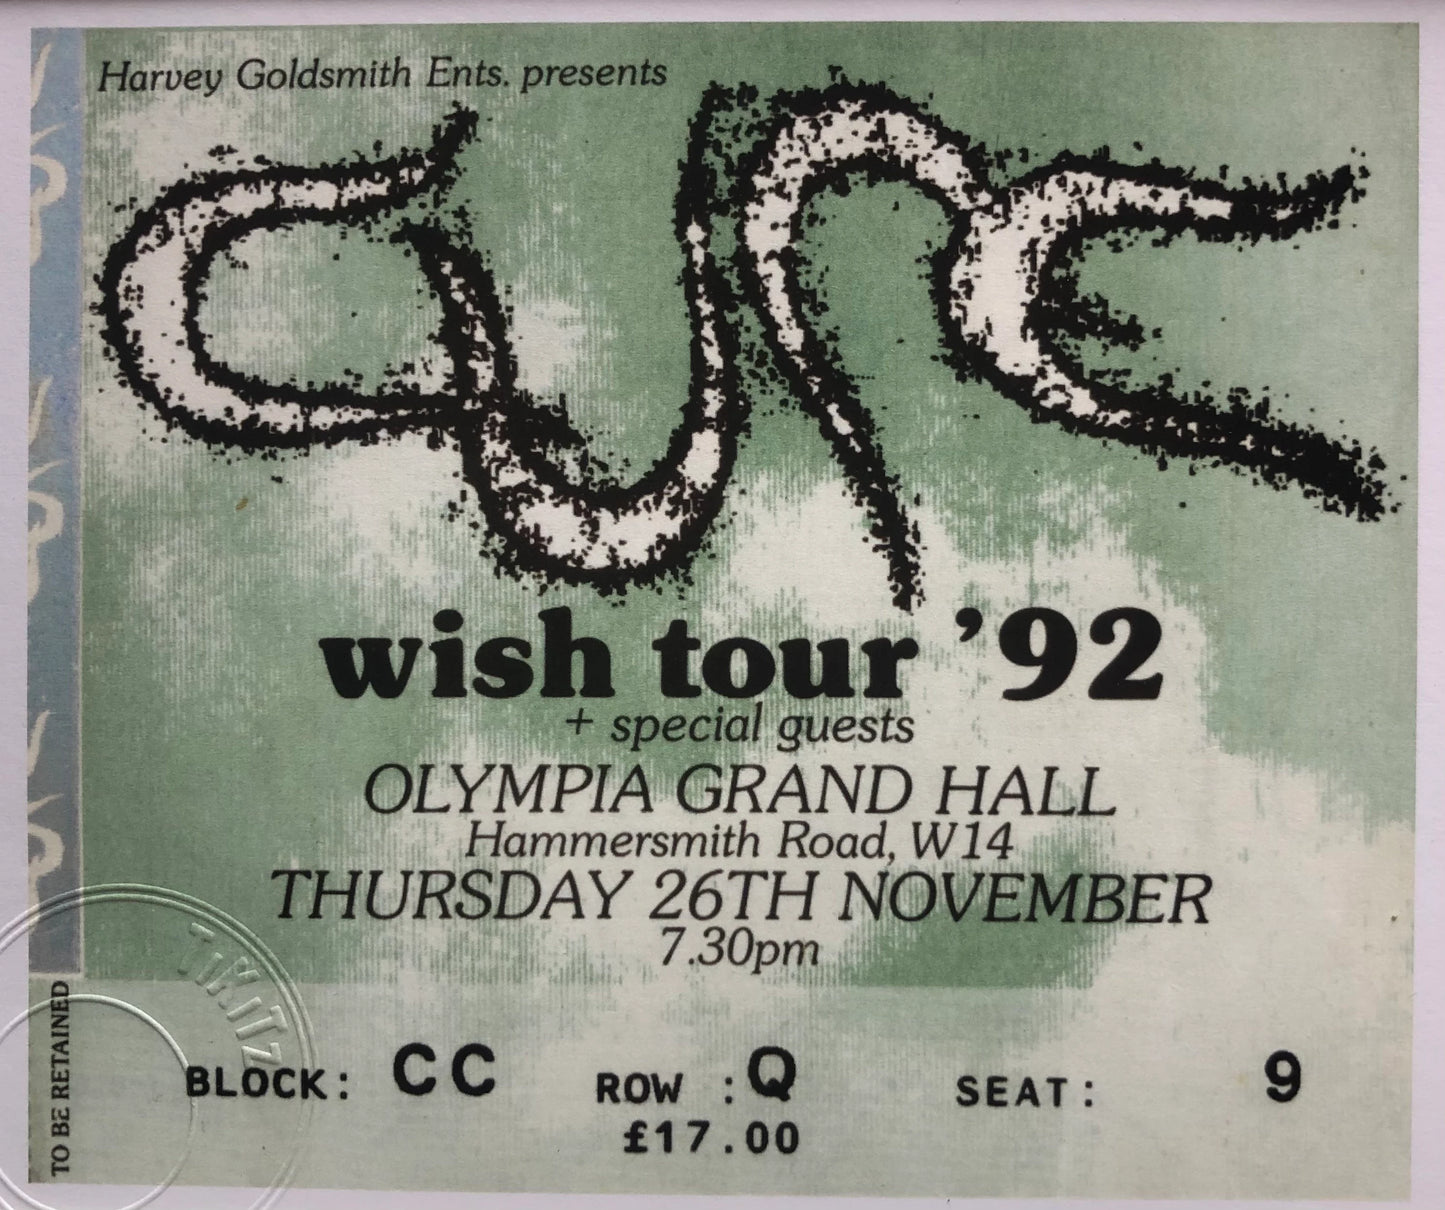 Harvey Goldsmith Ents. presents
CURE
wish tour '92
+ special guests
OLYMPIA GRAND HALL
Hammersmith Road, W14
THURSDAY 26TH NOVEMBER
7.30pm
BLOCK: CC ROW :Q SEAT: 9
£17.00
TO BE RETAINED
TiKiTz